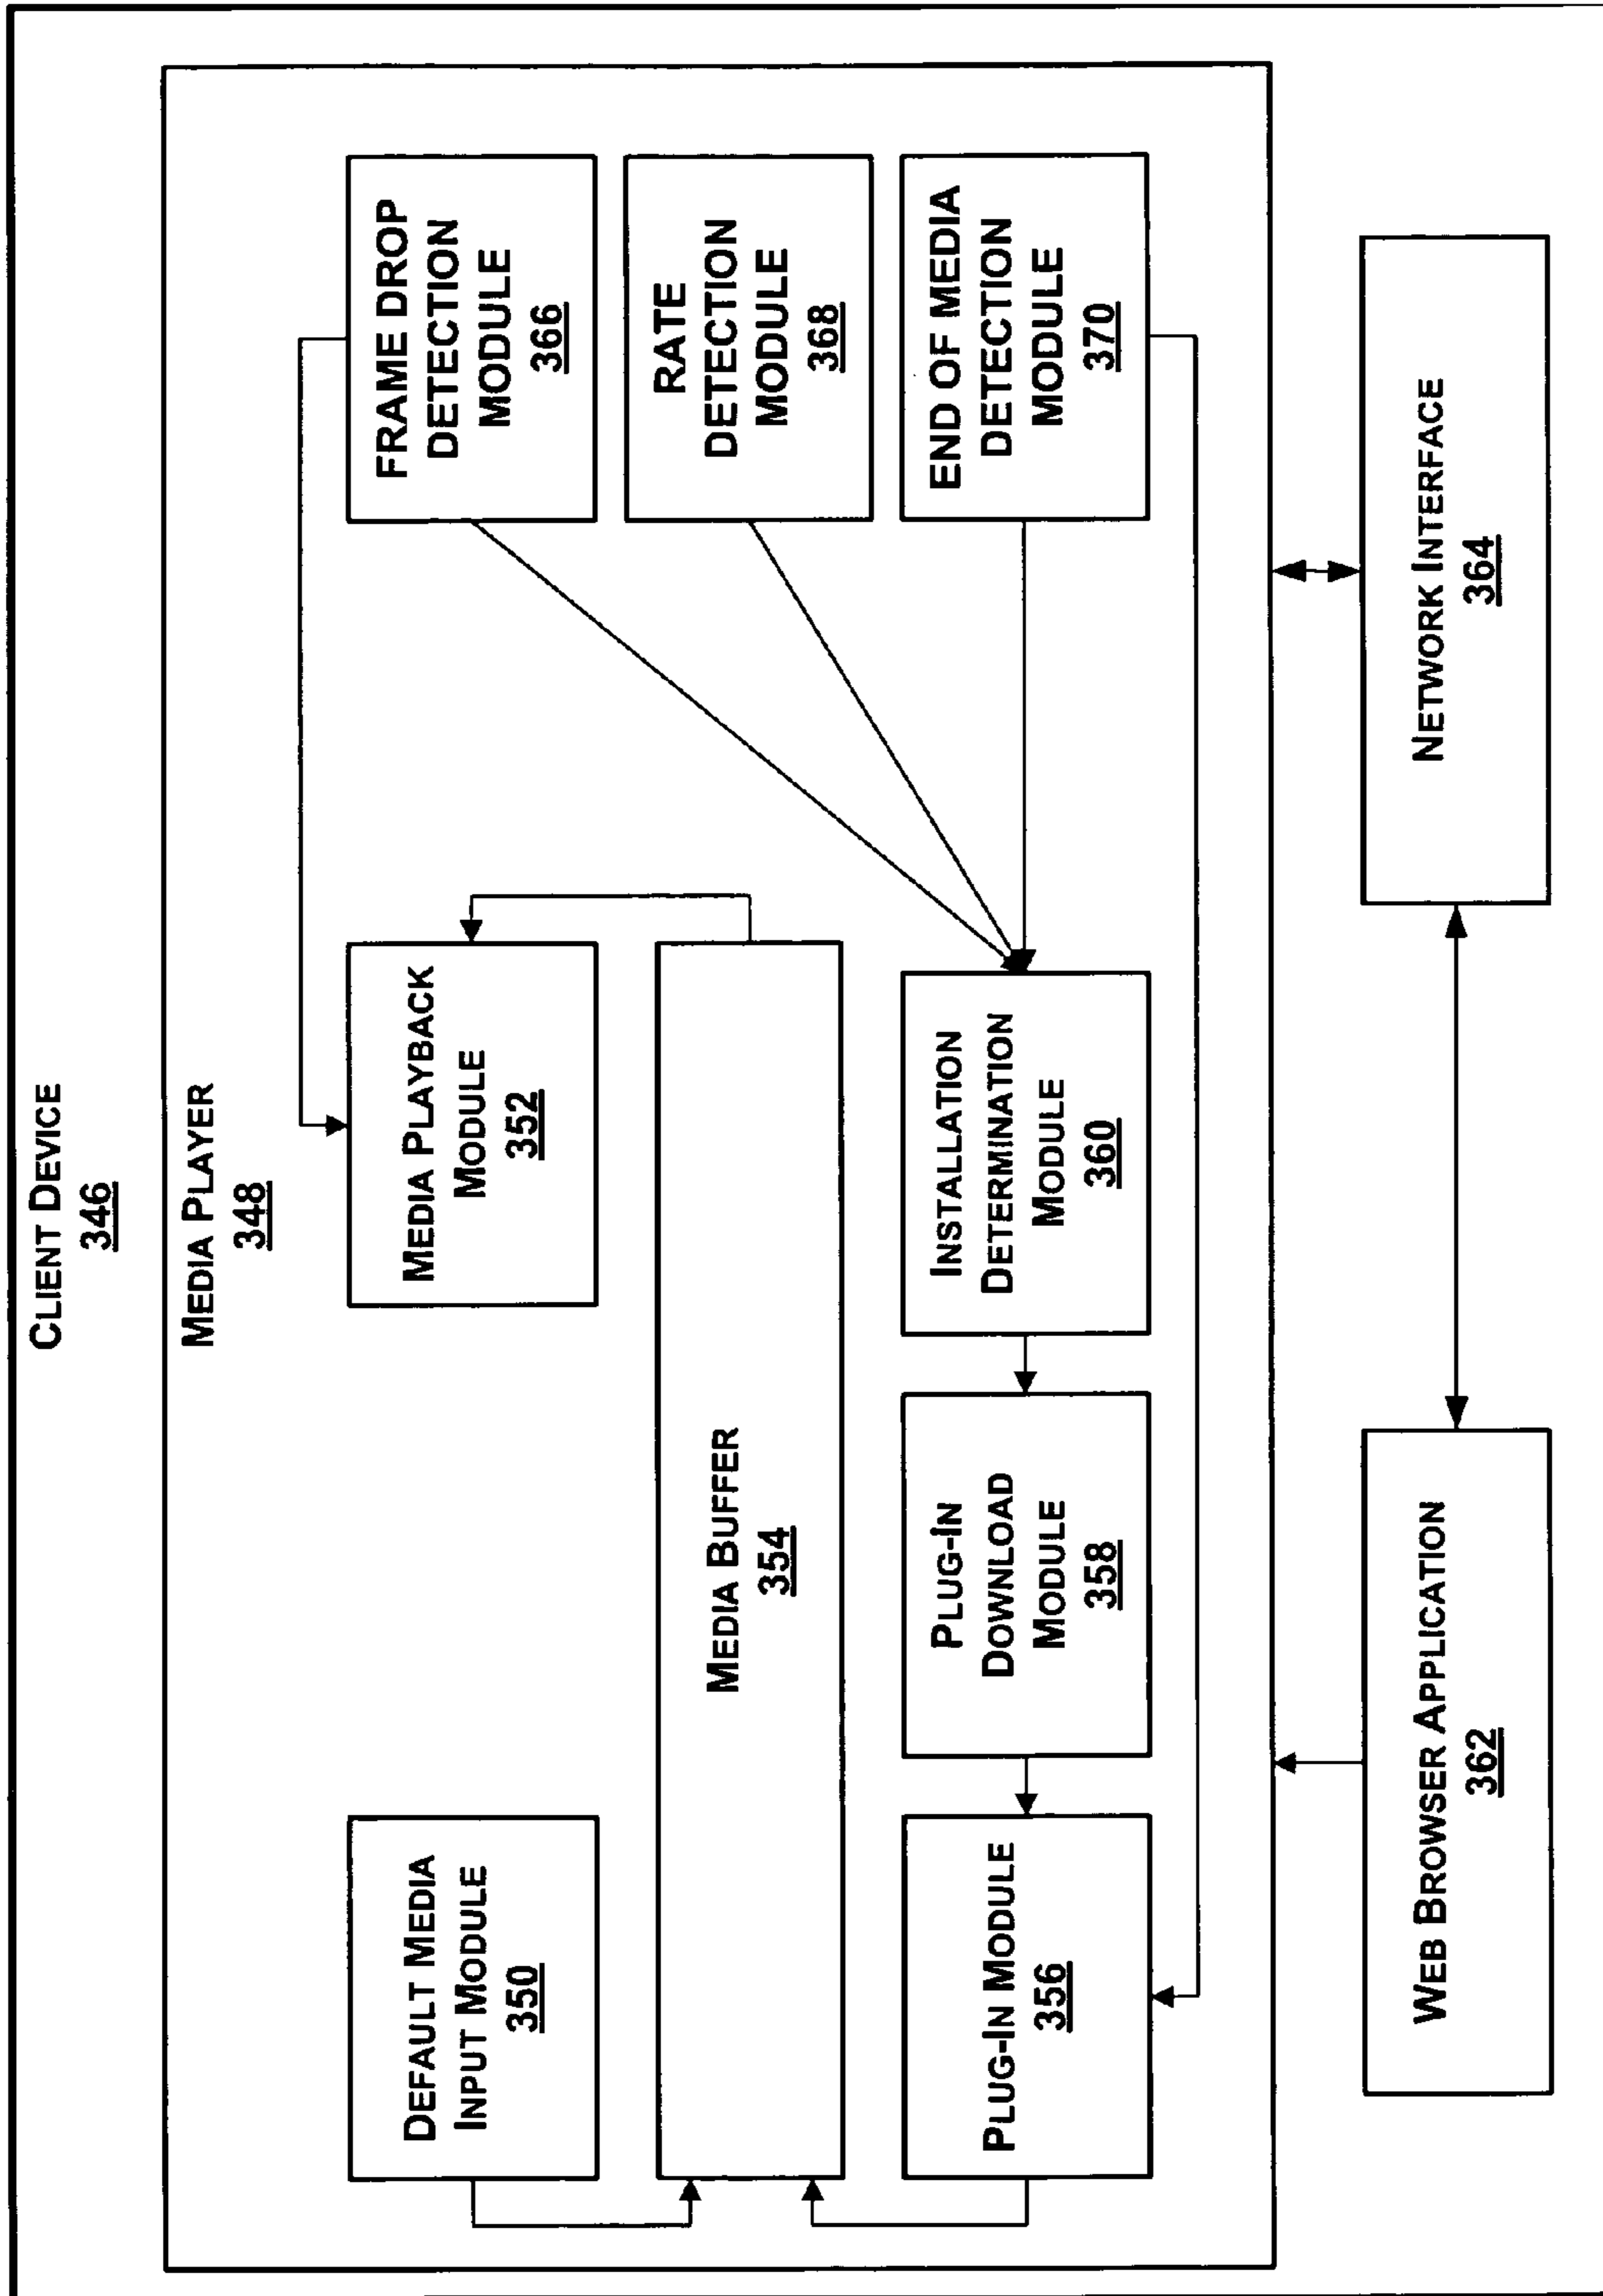 CLIENT DEVICE
346
MEDIA PLAYER
348
DEFAULT MEDIA
INPUT MODULE
350
MEDIA PLAYBACK
MODULE
352
FRAME DROP
DETECTION
MODULE
366
MEDIA BUFFER
354
RATE
DETECTION
MODULE
368
PLUG-IN MODULE
356
PLUG-IN
DOWNLOAD
MODULE
358
INSTALLATION
DETERMINATION
MODULE
360
END OF MEDIA
DETECTION
MODULE
370
WEB BROWSER APPLICATION
362
NETWORK INTERFACE
364